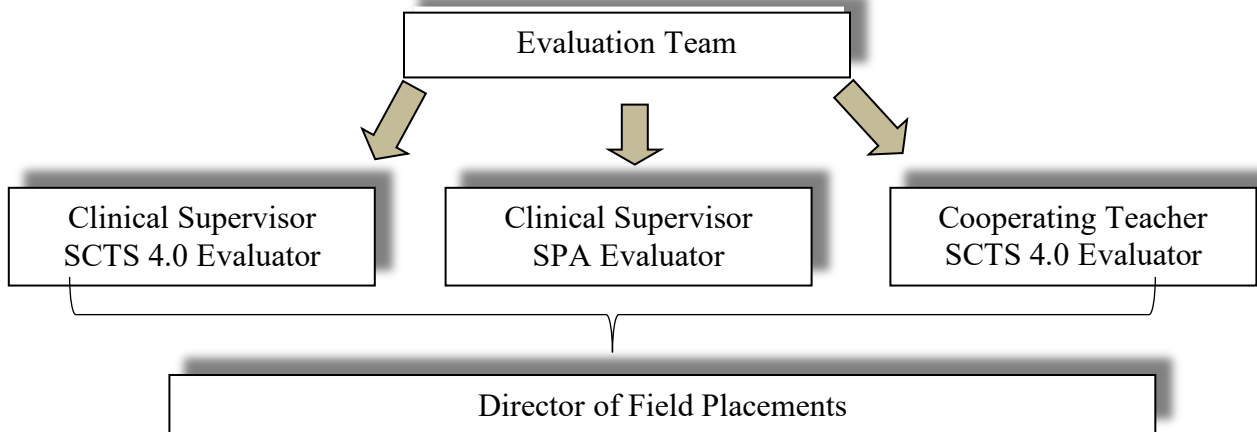 Evaluation Team
Clinical Supervisor
SCTS 4.0 Evaluator
Clinical Supervisor
SPA Evaluator
Cooperating Teacher
SCTS 4.0 Evaluator
Director of Field Placements